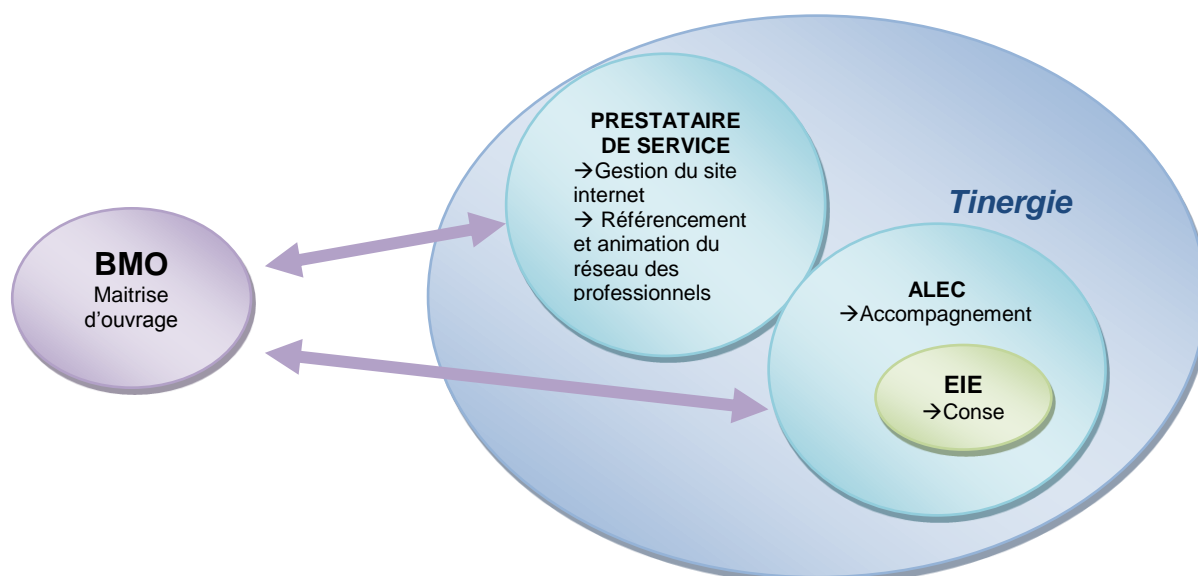 PRESTATAIRE
DE SERVICE
→Gestion du site
internet
→ Référencement
et animation du
réseau des
professionnels
Tinergie
BMO
Maitrise
d’ouvrage
ALEC
→Accompagnement
EIE
→Conse